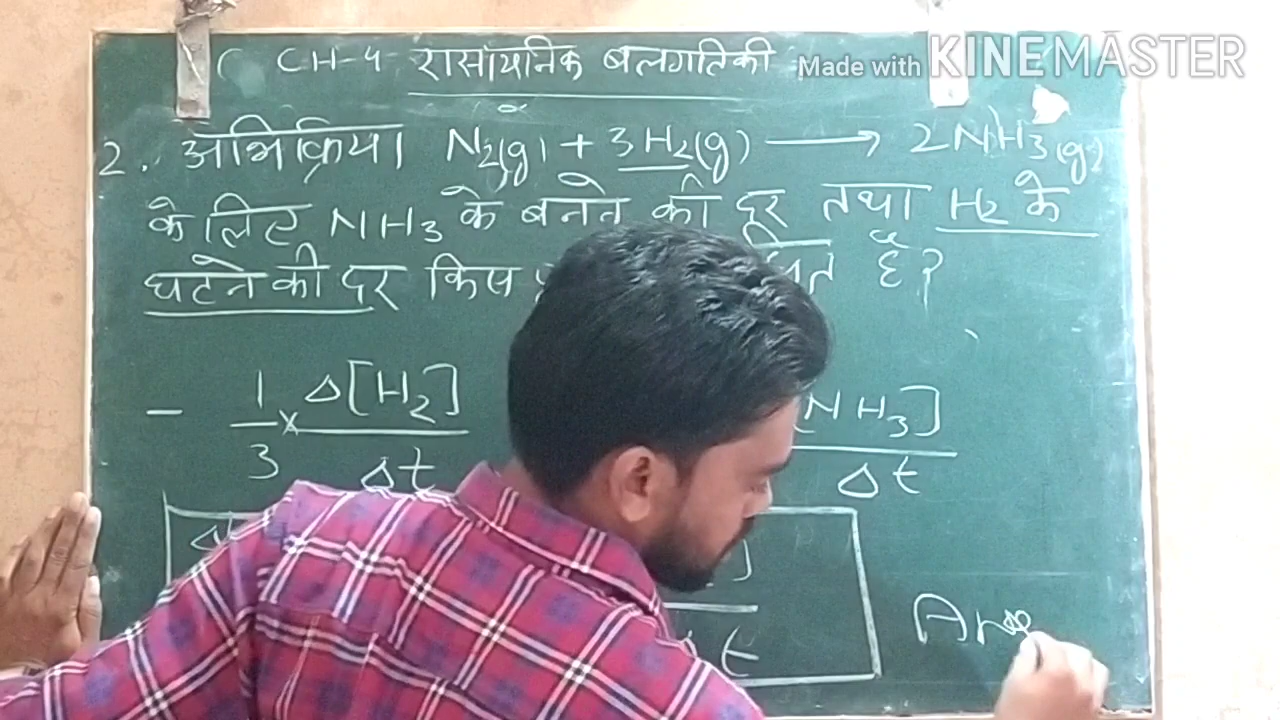 CH-4 रासायनिक बलगतिकी
Made with KINEMASTER
2. अभिक्रिया N2(g) + 3H2(g) ⟶ 2NH3(g)
के लिए NH3 के बनने की दर तथा H2 के
घटने की दर किस है?
- 1/3 × Δ[H2]/Δt [NH3]/Δt
Ans